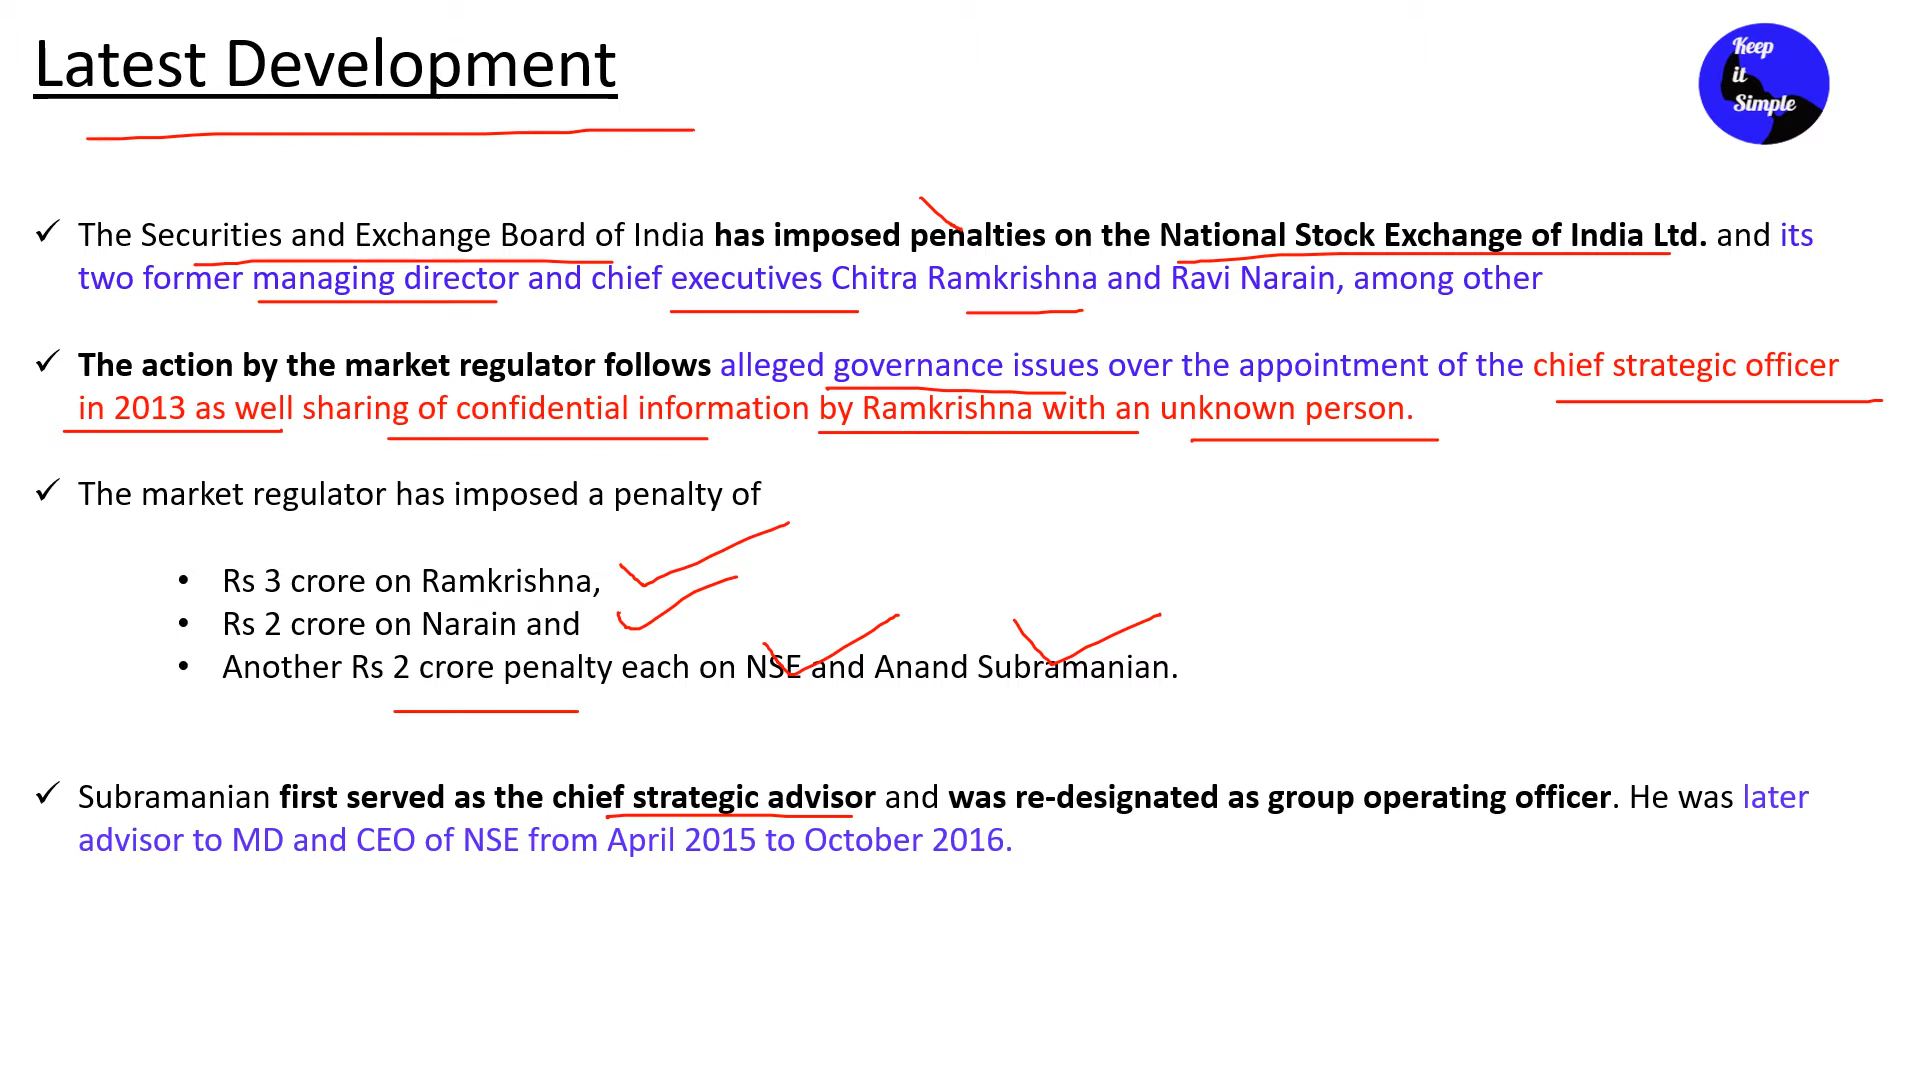 Latest Development
Keep
it
Simple
✓ The Securities and Exchange Board of India has imposed penalties on the National Stock Exchange of India Ltd. and its
two former managing director and chief executives Chitra Ramkrishna and Ravi Narain, among other
✓ The action by the market regulator follows alleged governance issues over the appointment of the chief strategic officer
in 2013 as well sharing of confidential information by Ramkrishna with an unknown person.
✓ The market regulator has imposed a penalty of
• Rs 3 crore on Ramkrishna,
• Rs 2 crore on Narain and
• Another Rs 2 crore penalty each on NSE and Anand Subramanian.
✓ Subramanian first served as the chief strategic advisor and was re-designated as group operating officer. He was later
advisor to MD and CEO of NSE from April 2015 to October 2016.